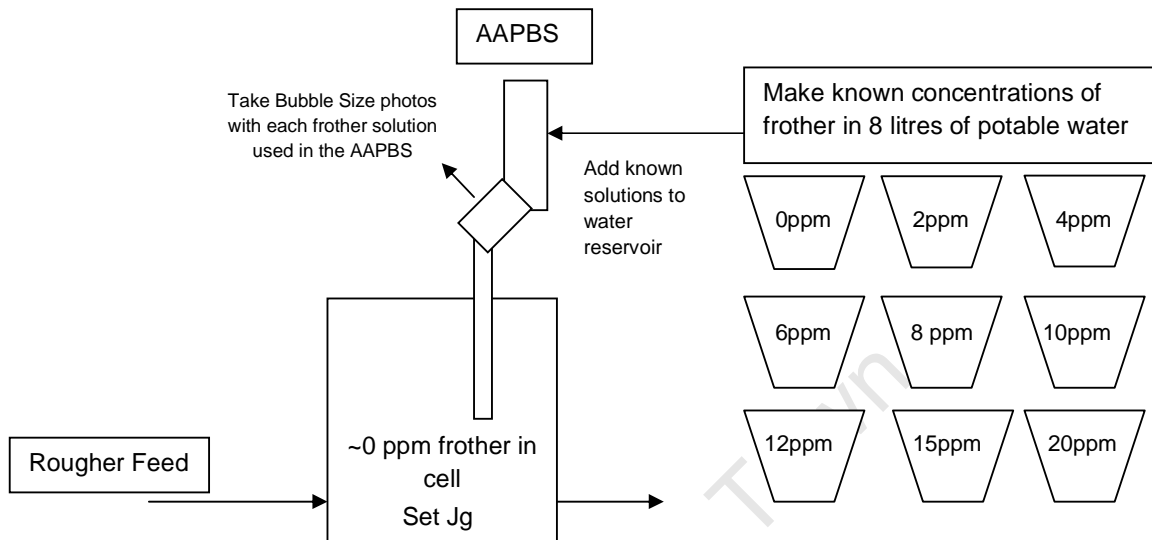 AAPBS
Take Bubble Size photos
with each frother solution
used in the AAPBS
Make known concentrations of
frother in 8 litres of potable water
Add known
solutions to
water
reservoir
0ppm
2ppm
4ppm
6ppm
8 ppm
10ppm
12ppm
15ppm
20ppm
Rougher Feed
~0 ppm frother in
cell
Set Jg